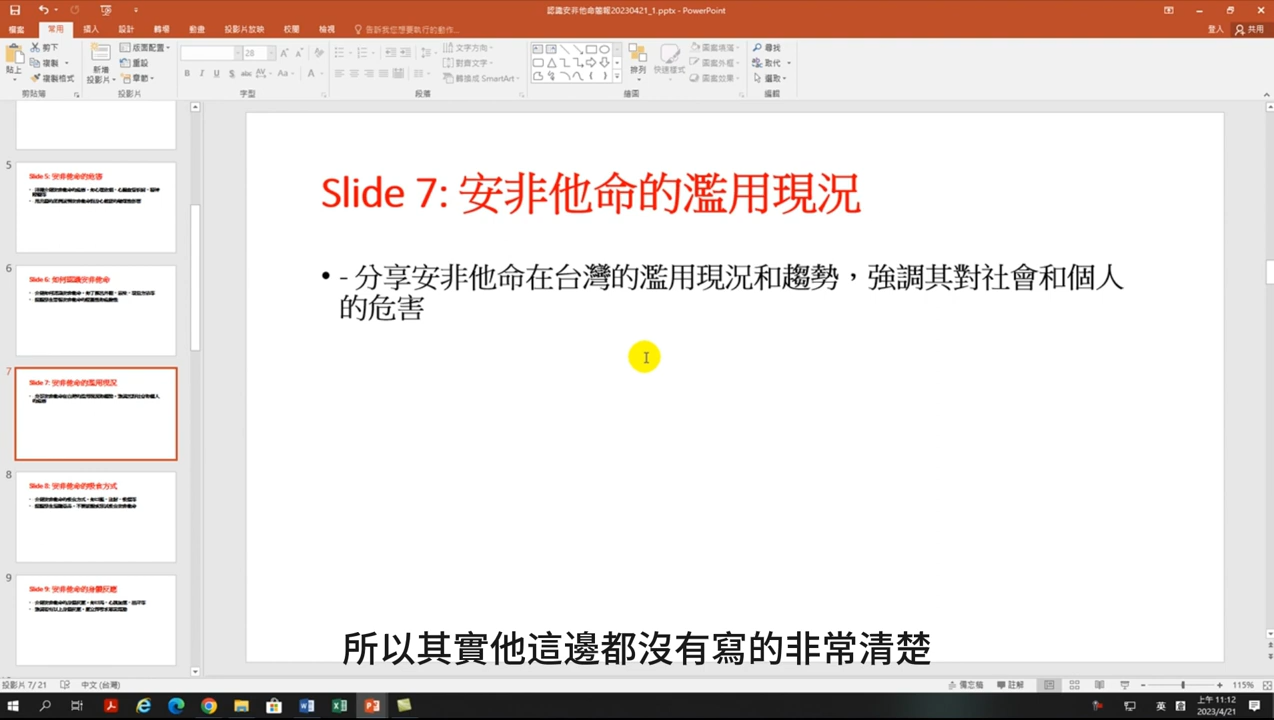 認識安非他命簡報20230421_1.pptx - PowerPoint
檔案 常用 插入 設計 轉場 動畫 投影片放映 校閱 檢視 告訴我您想要執行的動作... 登入 共用
貼上 剪下 複製 複製格式 剪貼簿
新增投影片 版面配置 重設 章節 投影片
28 B I U S abc AV Aa A 字型
文字方向 對齊文字 轉換成 SmartArt 段落
排列 快速樣式 圖案填滿 圖案外框 圖案效果 繪圖
尋找 取代 選取 編輯
5
Slide 5: 安非他命的危害
6
Slide 6: 如何認識安非他命
7
Slide 7: 安非他命的濫用現況
8
Slide 8: 安非他命的吸食方式
9
Slide 9: 安非他命的身體反應
Slide 7: 安非他命的濫用現況
• - 分享安非他命在台灣的濫用現況和趨勢，強調其對社會和個人
的危害
所以其實他這邊都沒有寫的非常清楚
投影片 7/21 中文 (台灣) 備忘稿 註解 115%
英
上午 11:12
2023/4/21